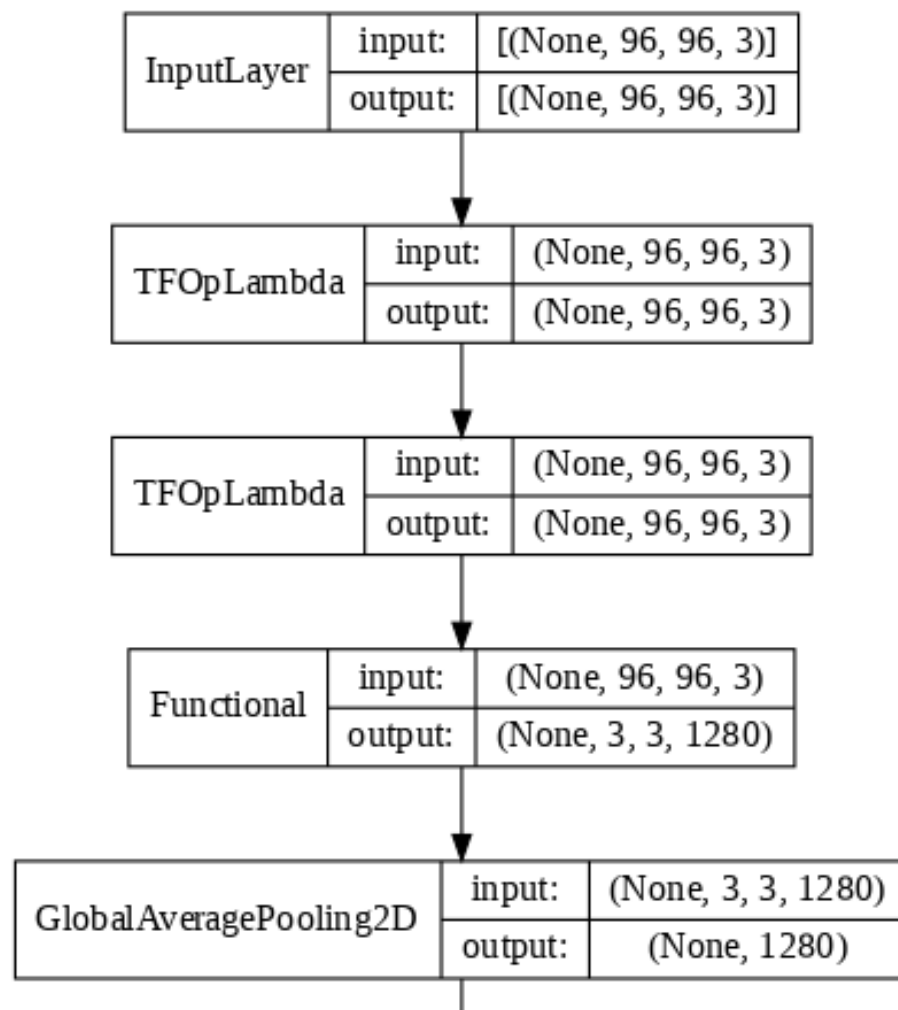 InputLayer
input: [(None, 96, 96, 3)]
output: [(None, 96, 96, 3)]
TFOpLambda
input: (None, 96, 96, 3)
output: (None, 96, 96, 3)
TFOpLambda
input: (None, 96, 96, 3)
output: (None, 96, 96, 3)
Functional
input: (None, 96, 96, 3)
output: (None, 3, 3, 1280)
GlobalAveragePooling2D
input: (None, 3, 3, 1280)
output: (None, 1280)